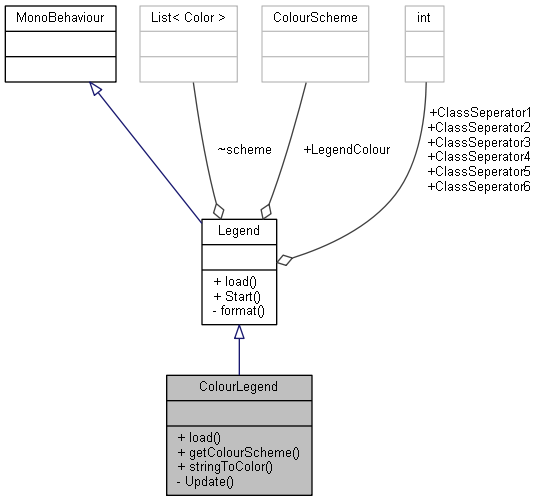 MonoBehaviour
List< Color >
ColourScheme
int
~scheme
+LegendColour
+ClassSeperator1
+ClassSeperator2
+ClassSeperator3
+ClassSeperator4
+ClassSeperator5
+ClassSeperator6
Legend
+ load()
+ Start()
- format()
ColourLegend
+ load()
+ getColourScheme()
+ stringToColor()
- Update()